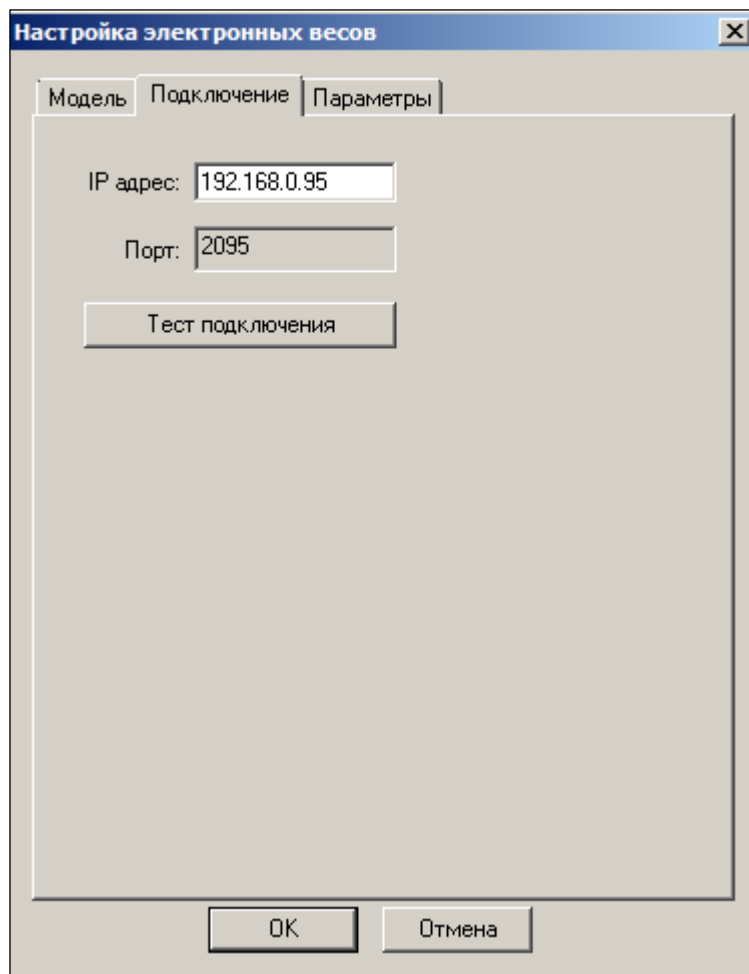 Настройка электронных весов
Модель Подключение Параметры
IP адрес: 192.168.0.95
Порт: 2095
Тест подключения
OK Отмена